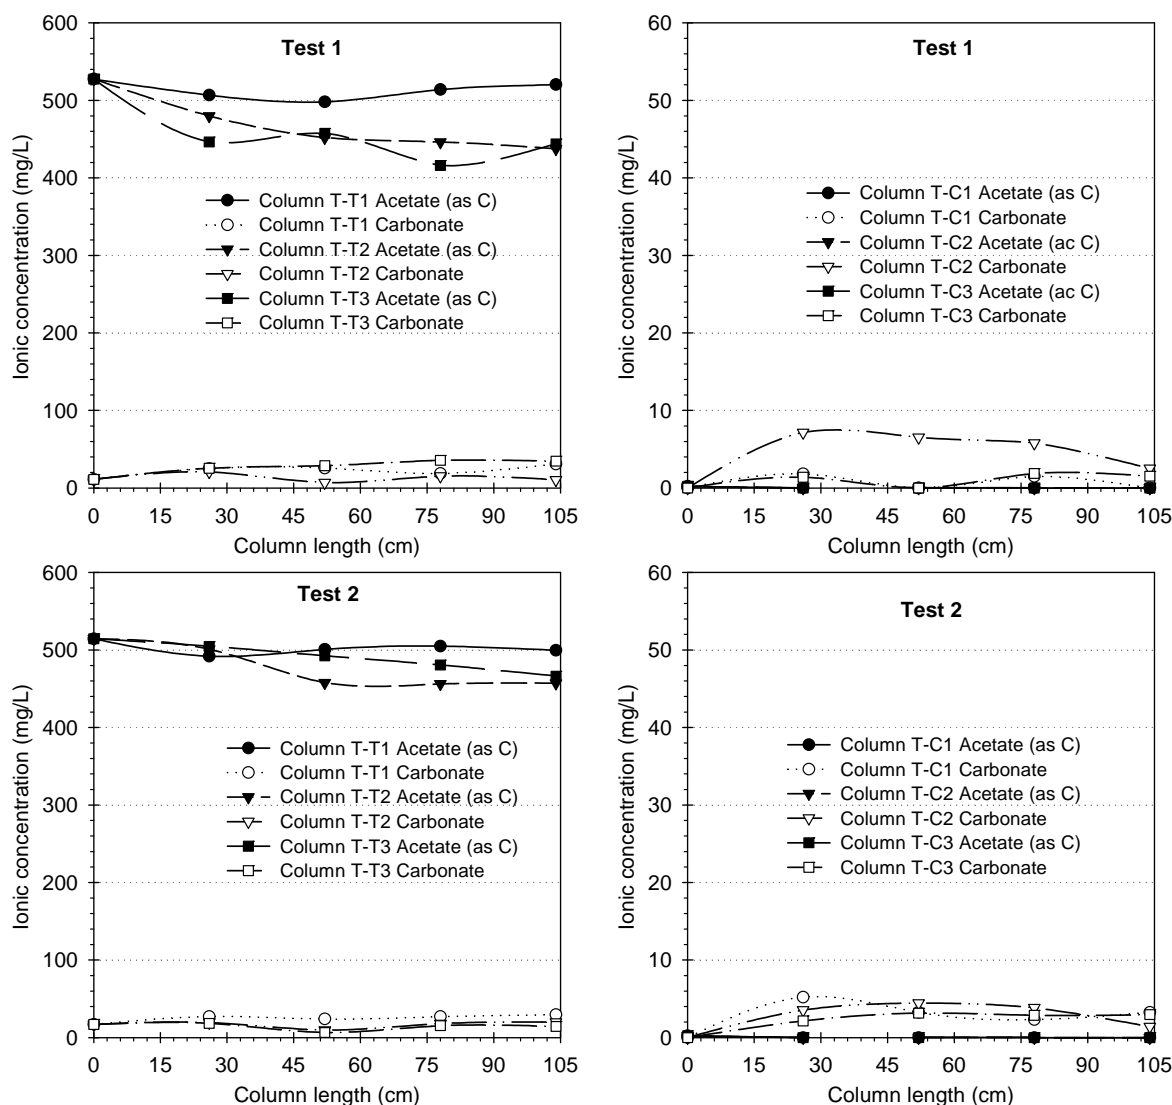 Test 1
Ionic concentration (mg/L)
600
500
400
300
200
100
0
Column T-T1 Acetate (as C)
Column T-T1 Carbonate
Column T-T2 Acetate (as C)
Column T-T2 Carbonate
Column T-T3 Acetate (as C)
Column T-T3 Carbonate
0 15 30 45 60 75 90 105
Column length (cm)
Test 1
Ionic concentration (mg/L)
60
50
40
30
20
10
0
Column T-C1 Acetate (as C)
Column T-C1 Carbonate
Column T-C2 Acetate (ac C)
Column T-C2 Carbonate
Column T-C3 Acetate (ac C)
Column T-C3 Carbonate
0 15 30 45 60 75 90 105
Column length (cm)
Test 2
Ionic concentration (mg/L)
600
500
400
300
200
100
0
Column T-T1 Acetate (as C)
Column T-T1 Carbonate
Column T-T2 Acetate (as C)
Column T-T2 Carbonate
Column T-T3 Acetate (as C)
Column T-T3 Carbonate
0 15 30 45 60 75 90 105
Column length (cm)
Test 2
Ionic concentration (mg/L)
60
50
40
30
20
10
0
Column T-C1 Acetate (as C)
Column T-C1 Carbonate
Column T-C2 Acetate (as C)
Column T-C2 Carbonate
Column T-C3 Acetate (as C)
Column T-C3 Carbonate
0 15 30 45 60 75 90 105
Column length (cm)